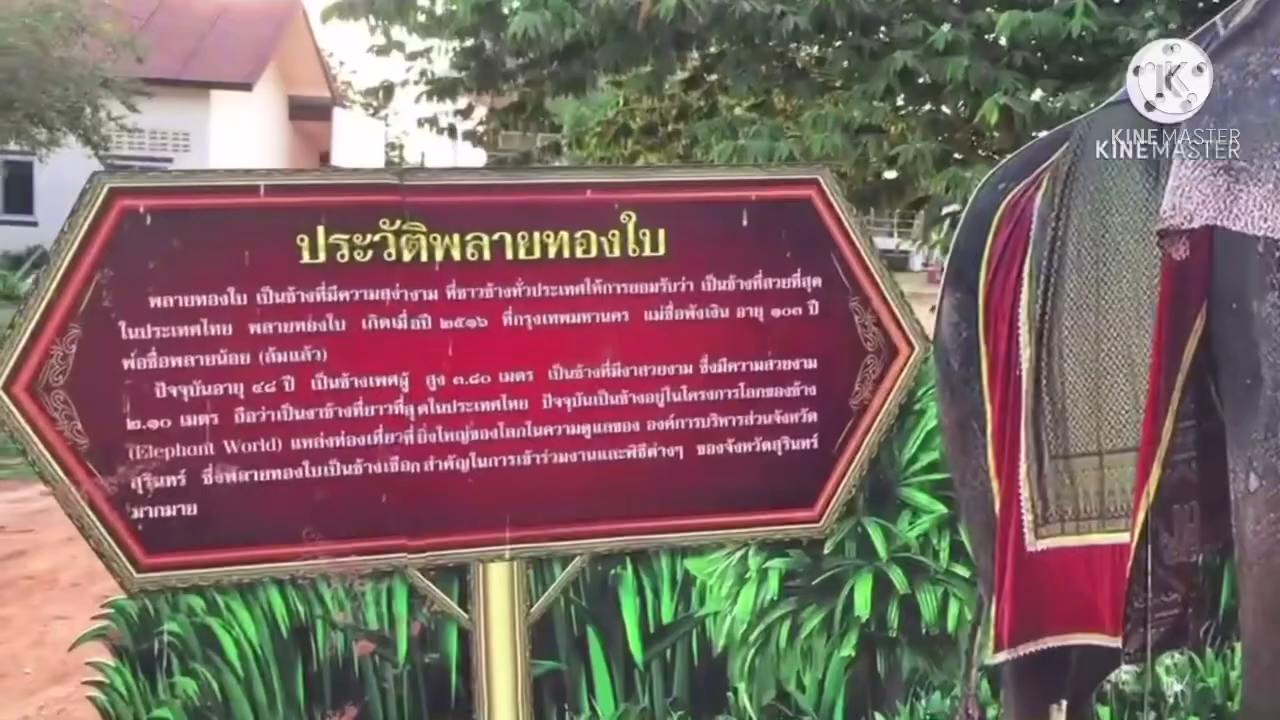 ประวัติพลายทองใบ
พลายทองใบ เป็นช้างที่มีความสง่างาม ที่ชาวช้างทั่วประเทศให้การยอมรับว่า เป็นช้างที่สวยที่สุด
ในประเทศไทย พลายทองใบ เกิดเมื่อปี ๒๕๑๖ ที่กรุงเทพมหานคร แม่ชื่อพังเงิน อายุ ๑๐๓ ปี
พ่อชื่อพลายน้อย (ล้มแล้ว)
ปัจจุบันอายุ ๔๘ ปี เป็นช้างเพศผู้ สูง ๓.๘๐ เมตร เป็นช้างที่มีงาสวยงาม ซึ่งมีความสวยงาม
๒.๑๐ เมตร ถือว่าเป็นงาช้างที่ยาวที่สุดในประเทศไทย ปัจจุบันเป็นช้างอยู่ในโครงการโลกของช้าง
(Elephant World) แหล่งท่องเที่ยวที่ยิ่งใหญ่ของโลกในความดูแลของ องค์การบริหารส่วนจังหวัด
สุรินทร์ ซึ่งพลายทองใบเป็นช้างเชือกสำคัญในการเข้าร่วมงานและพิธีต่างๆ ของจังหวัดสุรินทร์
มากมาย
K
KINEMASTER
KINEMASTER